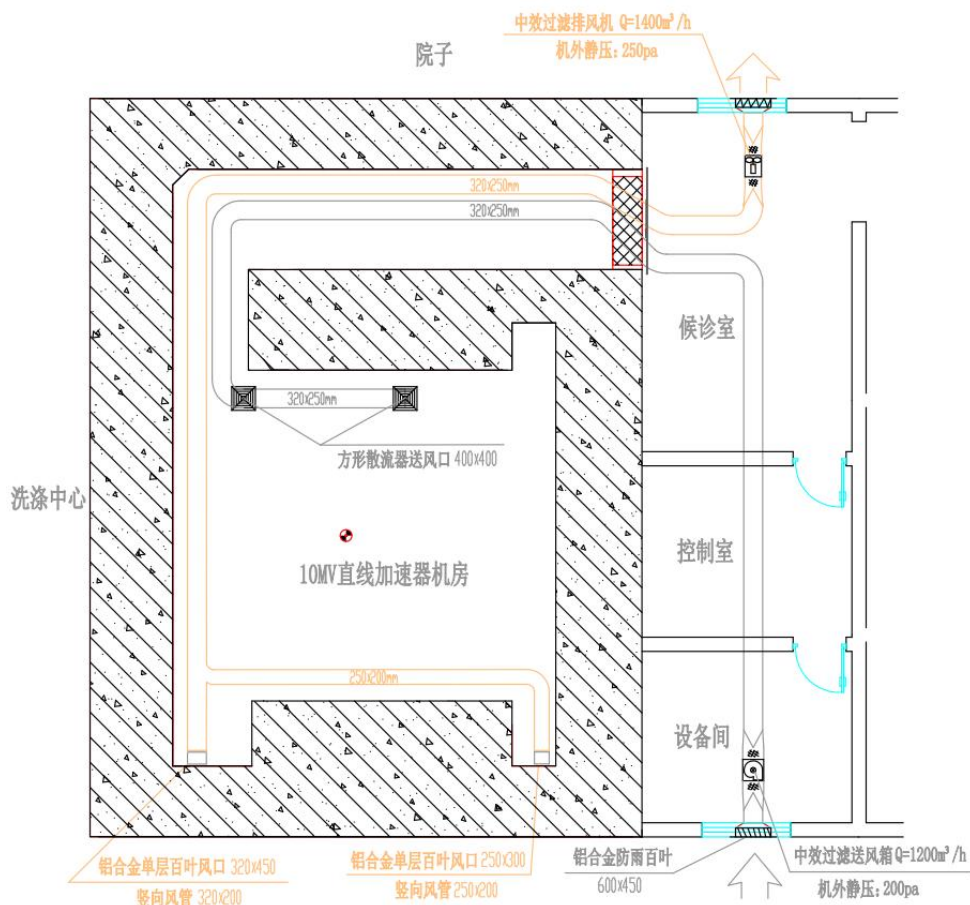 中效过滤排风机 Q=1400m³/h
机外静压: 250pa
院子
320x250mm
320x250mm
候诊室
320x250mm
方形散流器送风口 400x400
洗涤中心
控制室
10MV直线加速器机房
250x200mm
设备间
铝合金单层百叶风口 320x450
竖向风管 320x200
铝合金单层百叶风口 250x300
竖向风管 250x200
铝合金防雨百叶
600x450
中效过滤送风箱 Q=1200m³/h
机外静压: 200pa